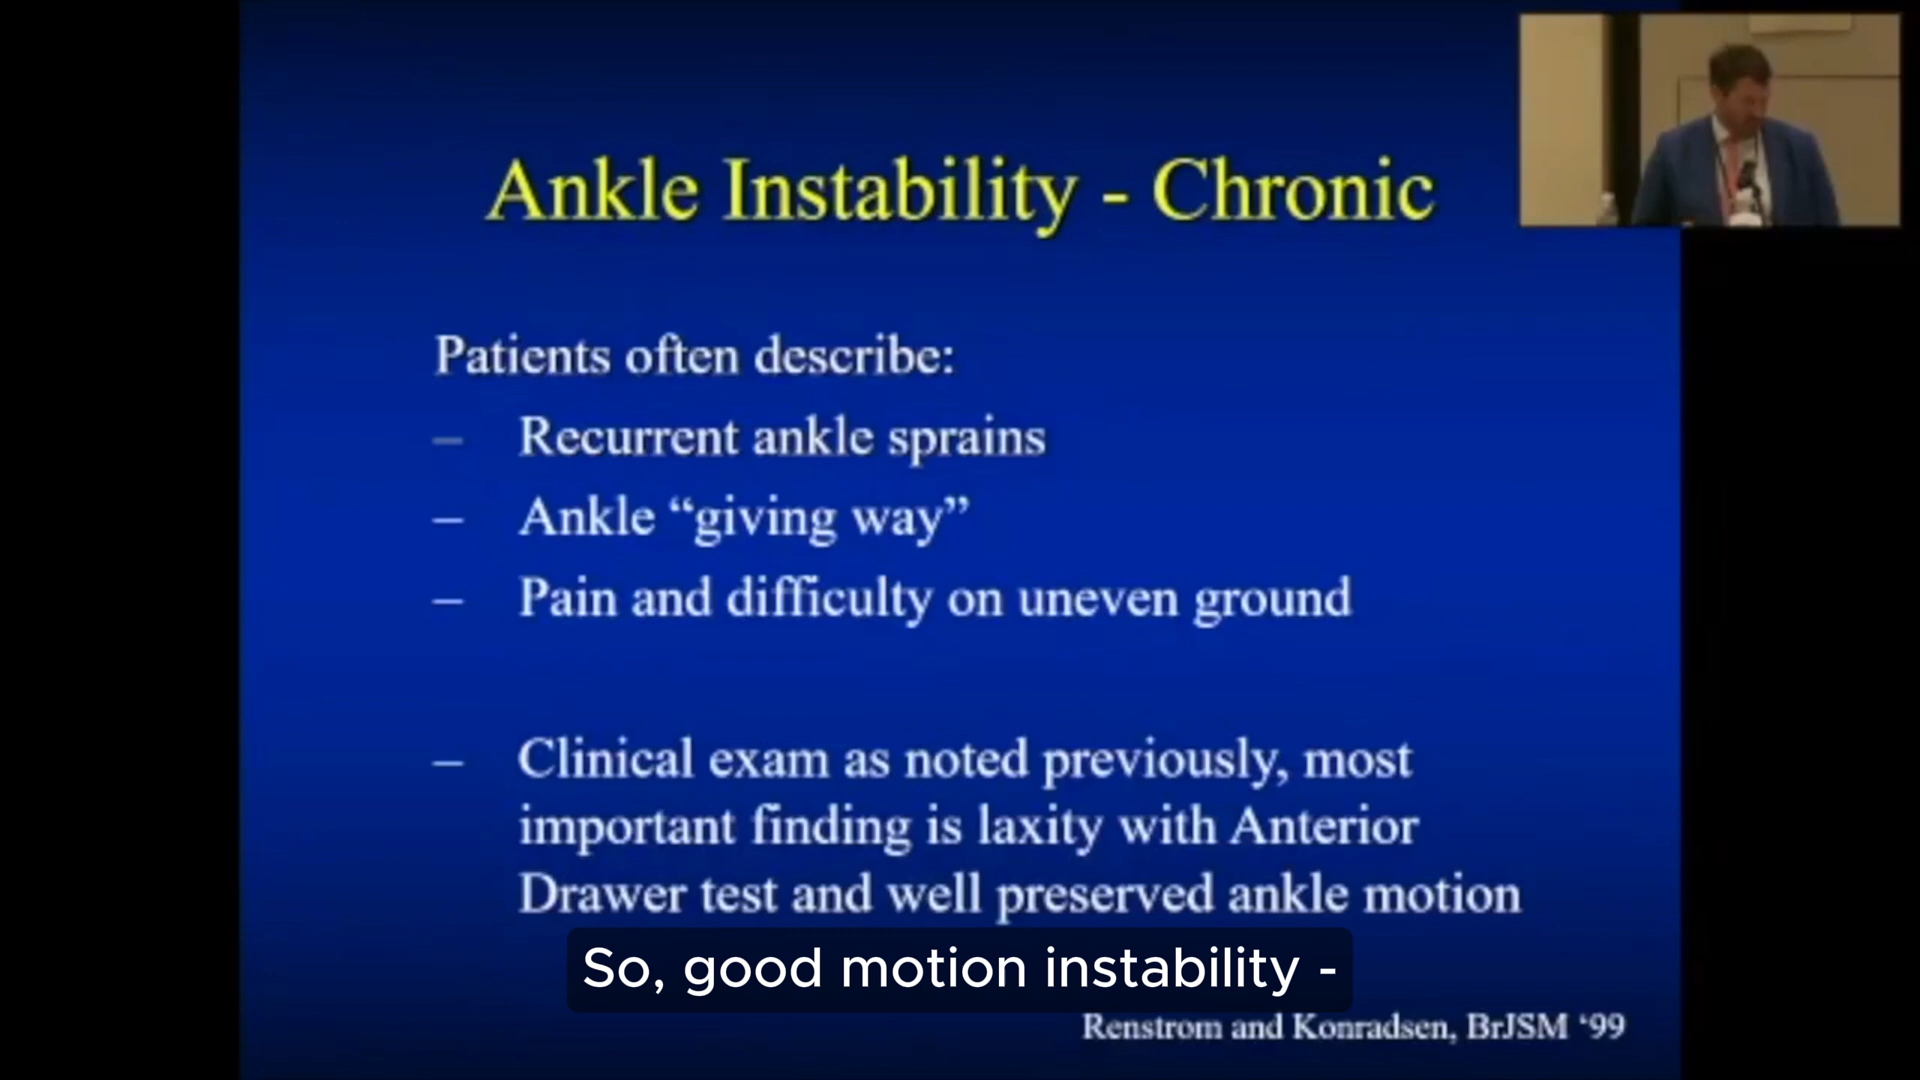 Ankle Instability - Chronic
Patients often describe:
– Recurrent ankle sprains
– Ankle “giving way”
– Pain and difficulty on uneven ground
– Clinical exam as noted previously, most
important finding is laxity with Anterior
Drawer test and well preserved ankle motion
So, good motion instability -
Renstrom and Konradsen, BrJSM ‘99